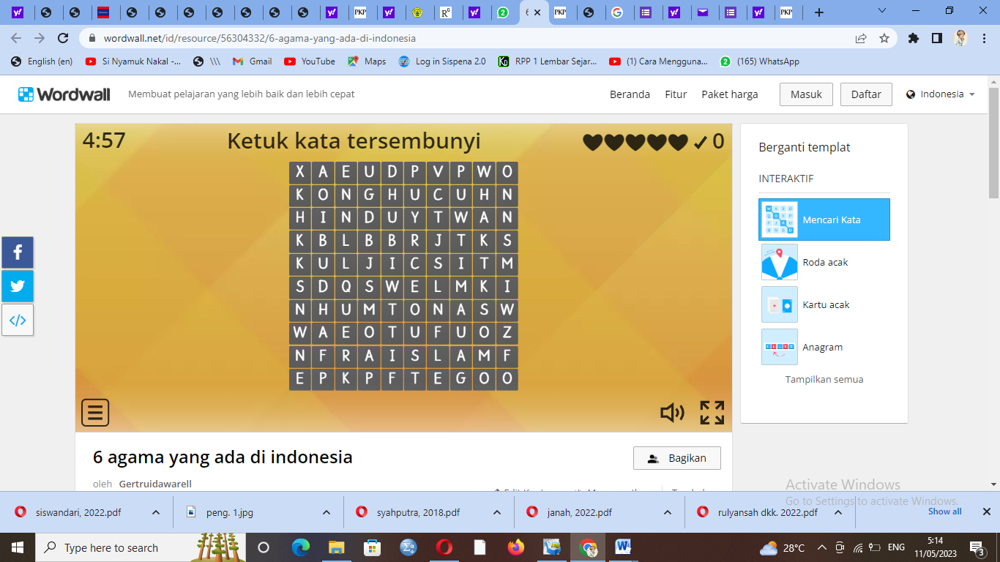 wordwall.net/id/resource/56304332/6-agama-yang-ada-di-indonesia
English (en) Si Nyamuk Nakal -... \\\ Gmail YouTube Maps Log in Sispena 2.0 RPP 1 Lembar Sejar... (1) Cara Mengguna... (165) WhatsApp
Wordwall Membuat pelajaran yang lebih baik dan lebih cepat Beranda Fitur Paket harga Masuk Daftar Indonesia
4:57 Ketuk kata tersembunyi 0
X A E U D P V P W O
K O N G H U C U H N
H I N D U Y T W A N
K B L B B R J T K S
K U L J I C S I T M
S D Q S W E L M K I
N H U M T O N A S W
W A E O T U F U O Z
N F R A I S L A M F
E P K P F T E G O O
Berganti templat
INTERAKTIF
Mencari Kata
Roda acak
Kartu acak
Anagram
Tampilkan semua
6 agama yang ada di indonesia
Bagikan
oleh Gertruidawarell
Activate Windows
Go to Settings to activate Windows.
siswandari, 2022.pdf peng. 1.jpg syahputra, 2018.pdf janah, 2022.pdf rulyansah dkk. 2022.pdf Show all
Type here to search 28°C ENG 5:14
11/05/2023 3